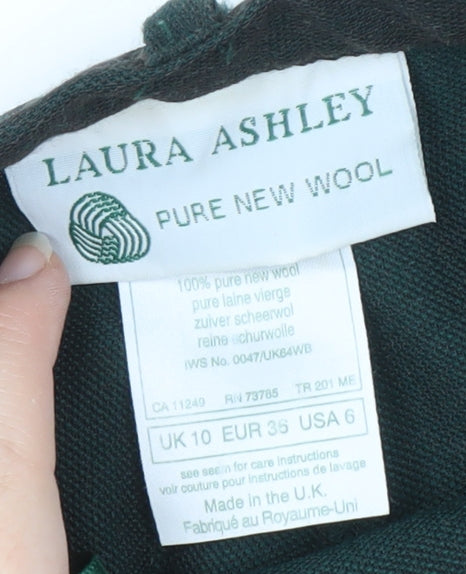 LAURA ASHLEY
PURE NEW WOOL
100% pure new wool
pure laine vierge
zuiver scheerwol
reine schurwolle
IWS No. 0047/UK64WB
CA 11249 RN 73765 TR 201 ME
UK 10 EUR 36 USA 6
see seam for care instructions
voir couture pour instructions de lavage
Made in the U.K.
Fabriqué au Royaume-Uni